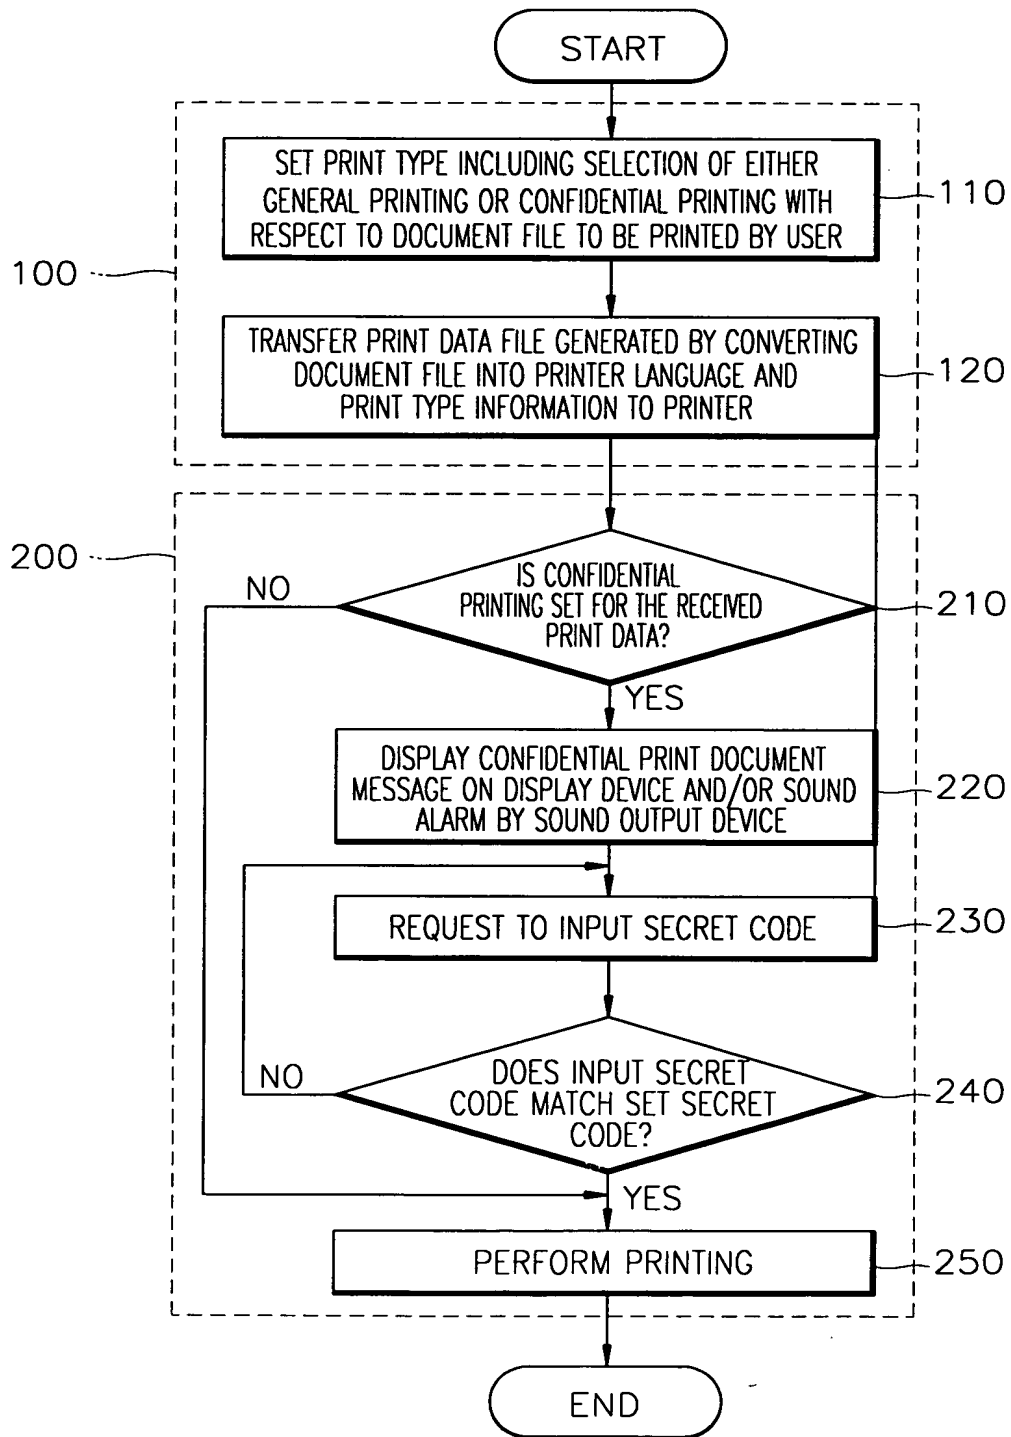 START
SET PRINT TYPE INCLUDING SELECTION OF EITHER
GENERAL PRINTING OR CONFIDENTIAL PRINTING WITH
RESPECT TO DOCUMENT FILE TO BE PRINTED BY USER
110
100
TRANSFER PRINT DATA FILE GENERATED BY CONVERTING
DOCUMENT FILE INTO PRINTER LANGUAGE AND
PRINT TYPE INFORMATION TO PRINTER
120
200
NO
IS CONFIDENTIAL
PRINTING SET FOR THE RECEIVED
PRINT DATA?
210
YES
DISPLAY CONFIDENTIAL PRINT DOCUMENT
MESSAGE ON DISPLAY DEVICE AND/OR SOUND
ALARM BY SOUND OUTPUT DEVICE
220
REQUEST TO INPUT SECRET CODE
230
NO
DOES INPUT SECRET
CODE MATCH SET SECRET
CODE?
240
YES
PERFORM PRINTING
250
END